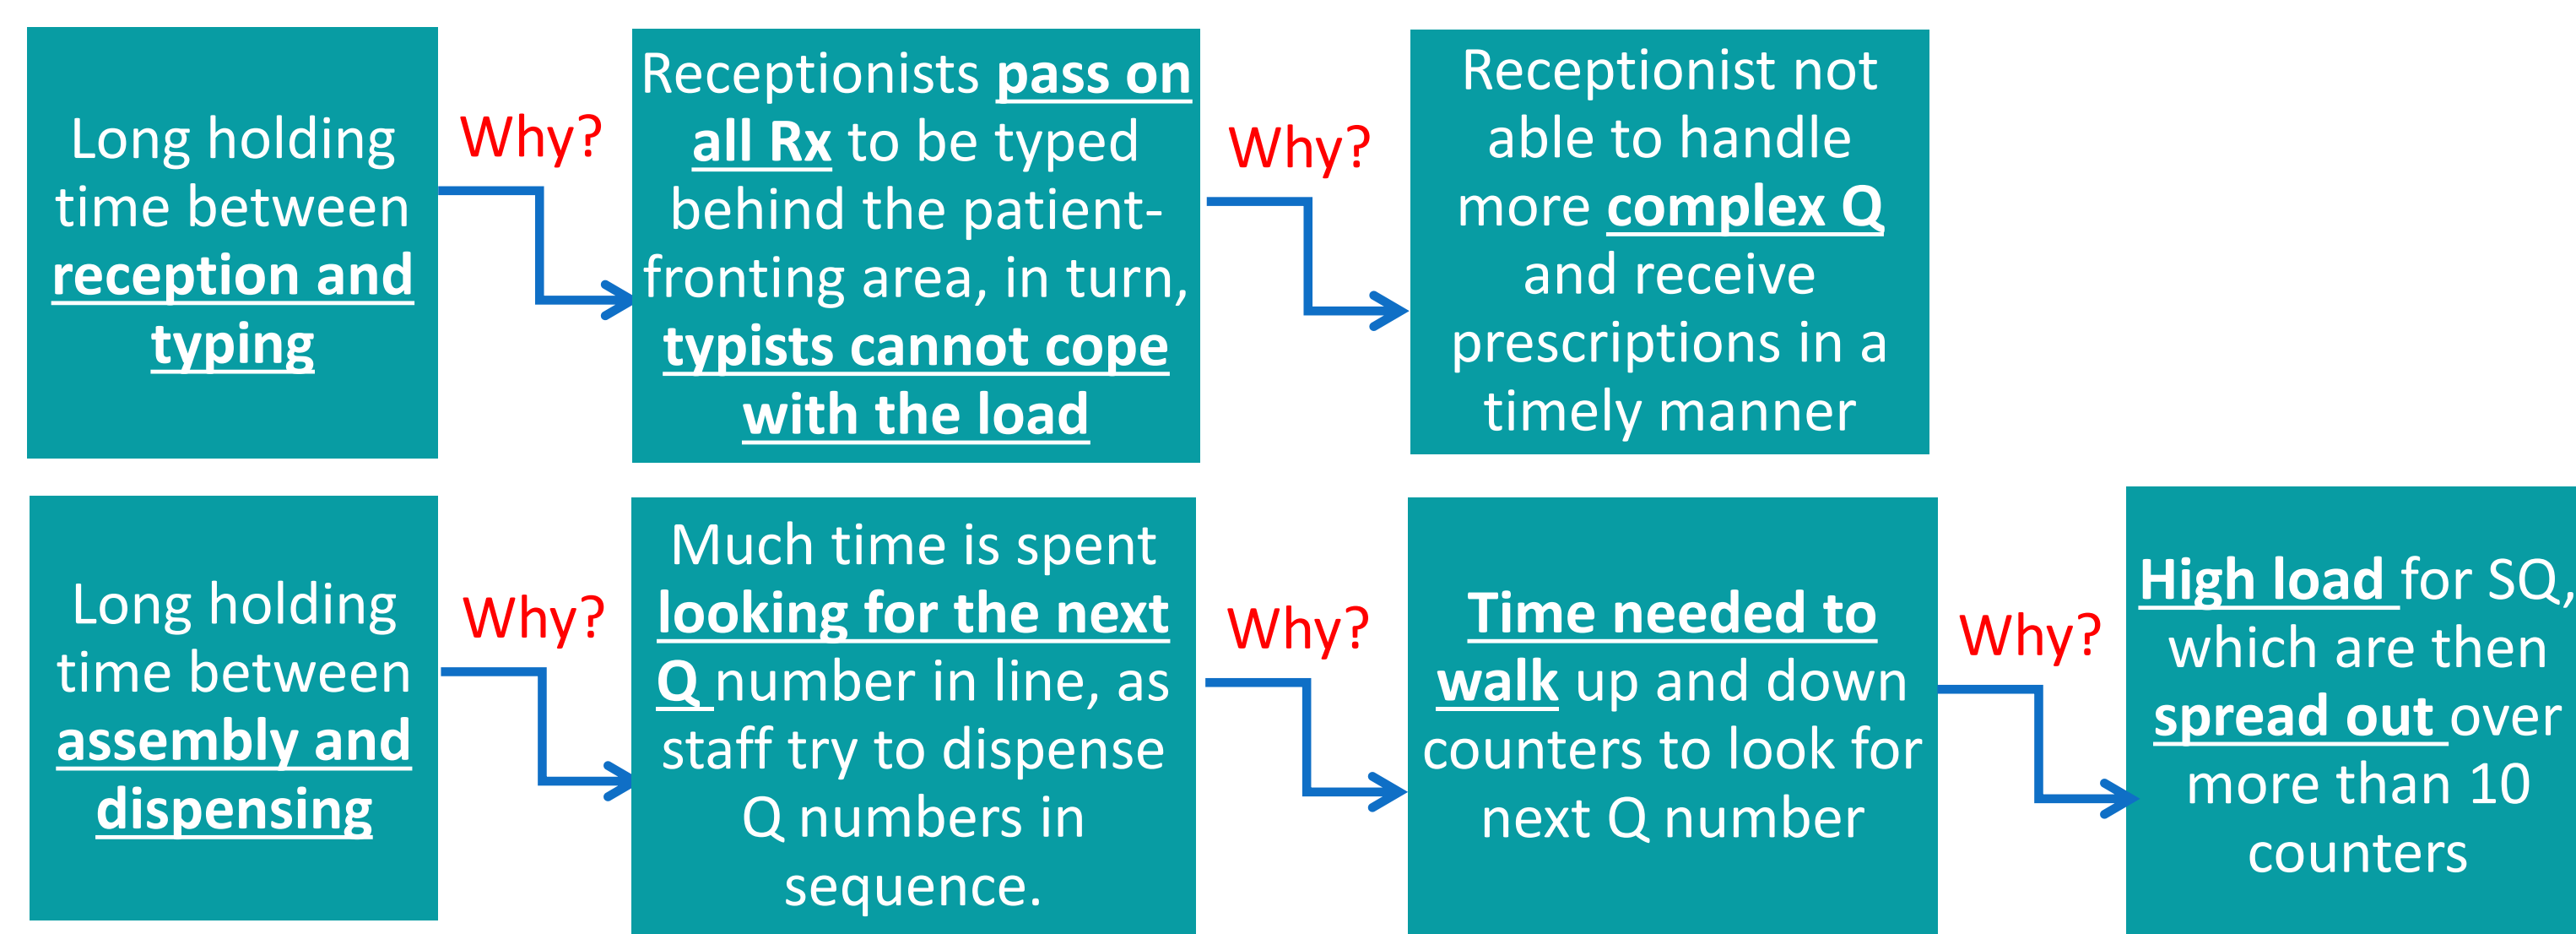 Long holding
time between
reception and
typing
Why?
Receptionists pass on
all Rx to be typed
behind the patient-
fronting area, in turn,
typists cannot cope
with the load
Why?
Receptionist not
able to handle
more complex Q
and receive
prescriptions in a
timely manner
Long holding
time between
assembly and
dispensing
Why?
Much time is spent
looking for the next
Q number in line, as
staff try to dispense
Q numbers in
sequence.
Why?
Time needed to
walk up and down
counters to look for
next Q number
Why?
High load for SQ,
which are then
spread out over
more than 10
counters